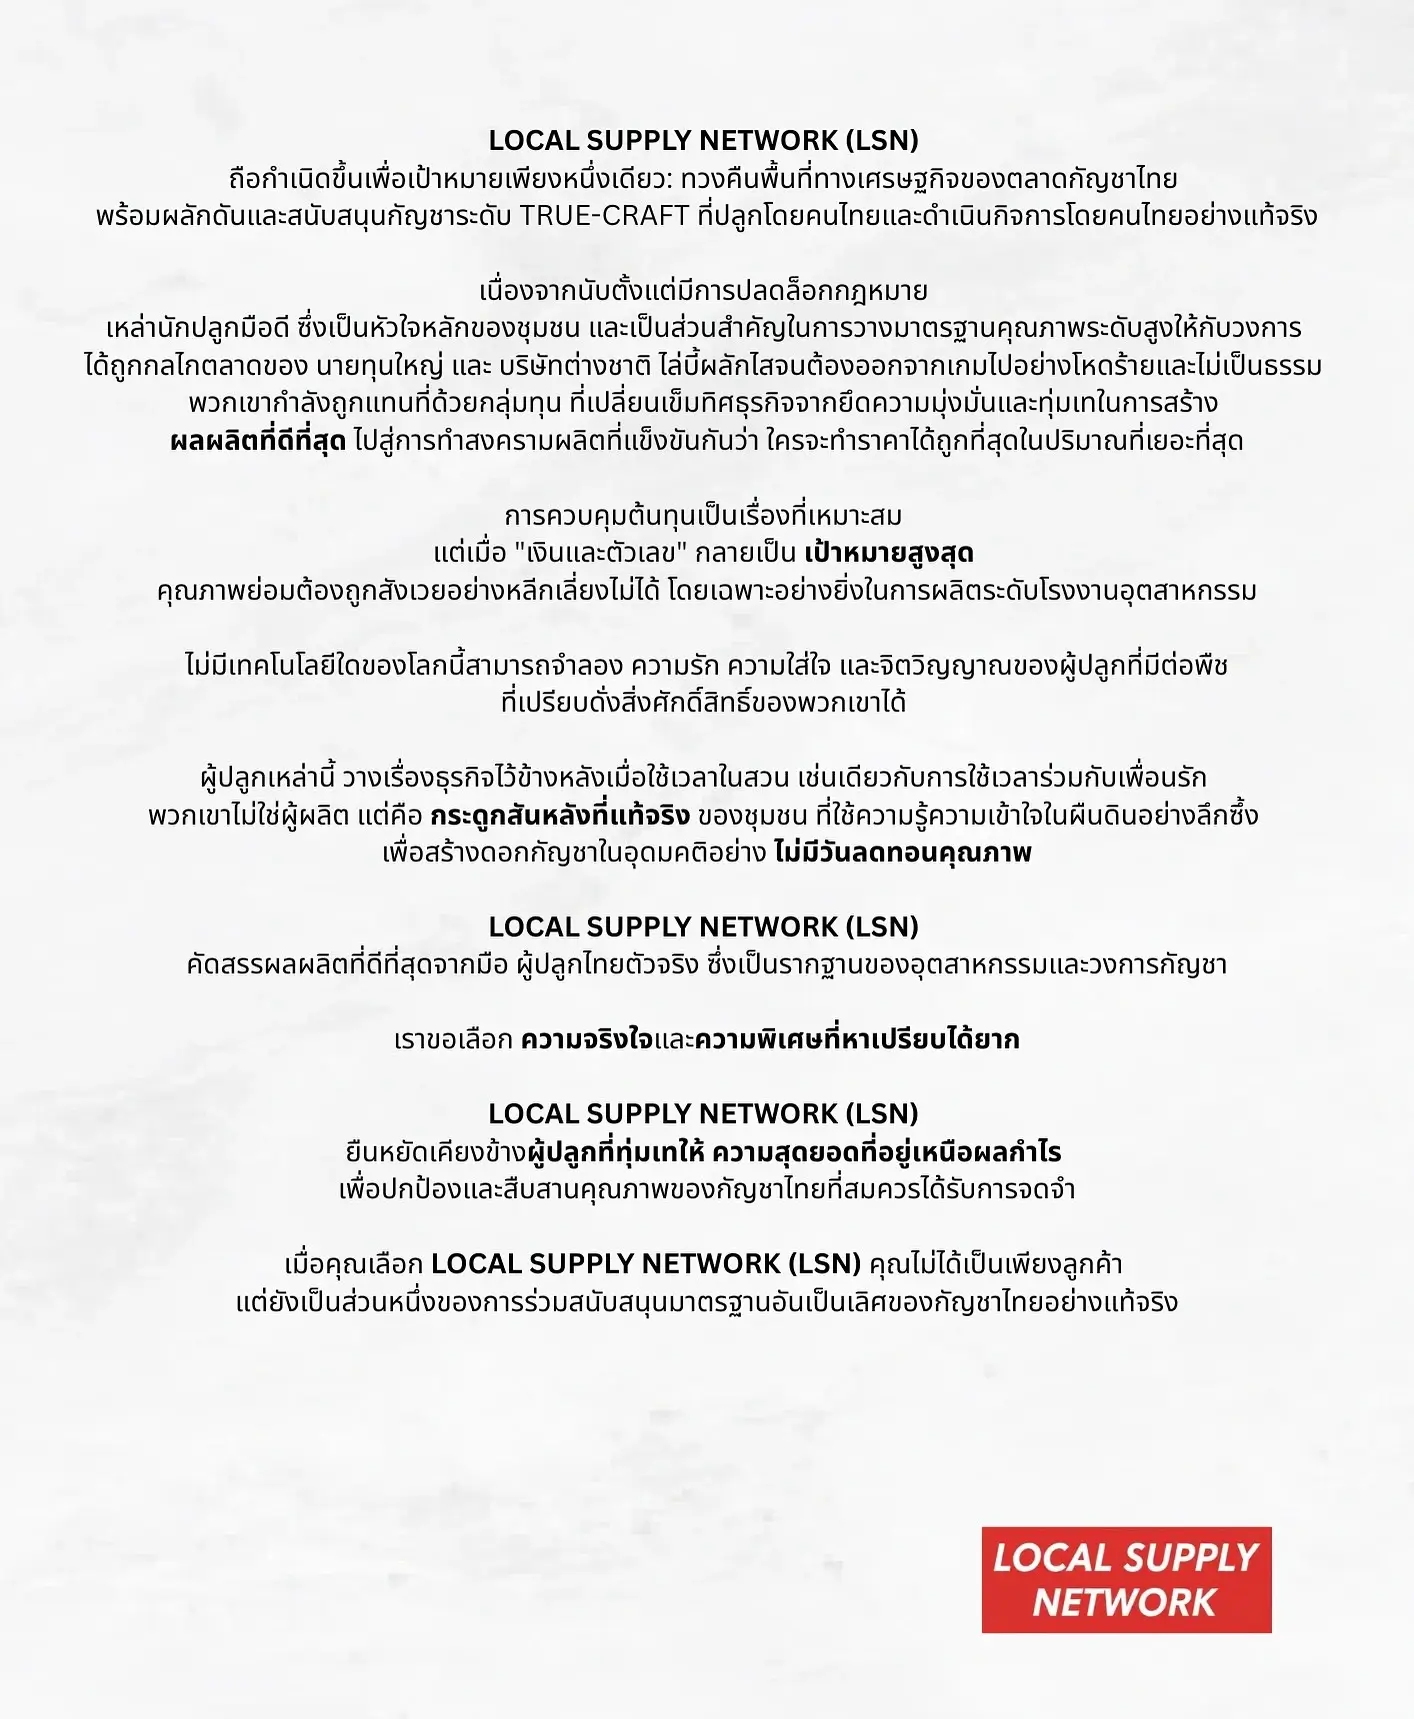 LOCAL SUPPLY NETWORK (LSN)
ถือกำเนิดขึ้นเพื่อเป้าหมายเพียงหนึ่งเดียว: ทวงคืนพื้นที่ทางเศรษฐกิจของตลาดกัญชาไทย
พร้อมผลักดันและสนับสนุนกัญชาระดับ TRUE-CRAFT ที่ปลูกโดยคนไทยและดำเนินกิจการโดยคนไทยอย่างแท้จริง
เนื่องจากนับตั้งแต่มีการปลดล็อกกฎหมาย
เหล่านักปลูกมือดี ซึ่งเป็นหัวใจหลักของชุมชน และเป็นส่วนสำคัญในการวางมาตรฐานคุณภาพระดับสูงให้กับวงการ
ได้ถูกกลไกตลาดของ นายทุนใหญ่ และ บริษัทต่างชาติ ไล่บี้ผลักไสจนต้องออกจากเกมไปอย่างโหดร้ายและไม่เป็นธรรม
พวกเขากำลังถูกแทนที่ด้วยกลุ่มทุน ที่เปลี่ยนเข็มทิศธุรกิจจากยึดความมุ่งมั่นและทุ่มเทในการสร้าง
ผลผลิตที่ดีที่สุด ไปสู่การทำสงครามผลิตที่แข็งขันกันว่า ใครจะทำราคาได้ถูกที่สุดในปริมาณที่เยอะที่สุด
การควบคุมต้นทุนเป็นเรื่องที่เหมาะสม
แต่เมื่อ "เงินและตัวเลข" กลายเป็น เป้าหมายสูงสุด
คุณภาพย่อมต้องถูกสังเวยอย่างหลีกเลี่ยงไม่ได้ โดยเฉพาะอย่างยิ่งในการผลิตระดับโรงงานอุตสาหกรรม
ไม่มีเทคโนโลยีใดของโลกนี้สามารถจำลอง ความรัก ความใส่ใจ และจิตวิญญาณของผู้ปลูกที่มีต่อพืช
ที่เปรียบดั่งสิ่งศักดิ์สิทธิ์ของพวกเขาได้
ผู้ปลูกเหล่านี้ วางเรื่องธุรกิจไว้ข้างหลังเมื่อใช้เวลาในสวน เช่นเดียวกับการใช้เวลาร่วมกับเพื่อนรัก
พวกเขาไม่ใช่ผู้ผลิต แต่คือ กระดูกสันหลังที่แท้จริง ของชุมชน ที่ใช้ความรู้ความเข้าใจในผืนดินอย่างลึกซึ้ง
เพื่อสร้างดอกกัญชาในอุดมคติอย่าง ไม่มีวันลดทอนคุณภาพ
LOCAL SUPPLY NETWORK (LSN)
คัดสรรผลผลิตที่ดีที่สุดจากมือ ผู้ปลูกไทยตัวจริง ซึ่งเป็นรากฐานของอุตสาหกรรมและวงการกัญชา
เราขอเลือก ความจริงใจและความพิเศษที่หาเปรียบได้ยาก
LOCAL SUPPLY NETWORK (LSN)
ยืนหยัดเคียงข้างผู้ปลูกที่ทุ่มเทให้ ความสุดยอดที่อยู่เหนือผลกำไร
เพื่อปกป้องและสืบสานคุณภาพของกัญชาไทยที่สมควรได้รับการจดจำ
เมื่อคุณเลือก LOCAL SUPPLY NETWORK (LSN) คุณไม่ได้เป็นเพียงลูกค้า
แต่ยังเป็นส่วนหนึ่งของการร่วมสนับสนุนมาตรฐานอันเป็นเลิศของกัญชาไทยอย่างแท้จริง
LOCAL SUPPLY
NETWORK